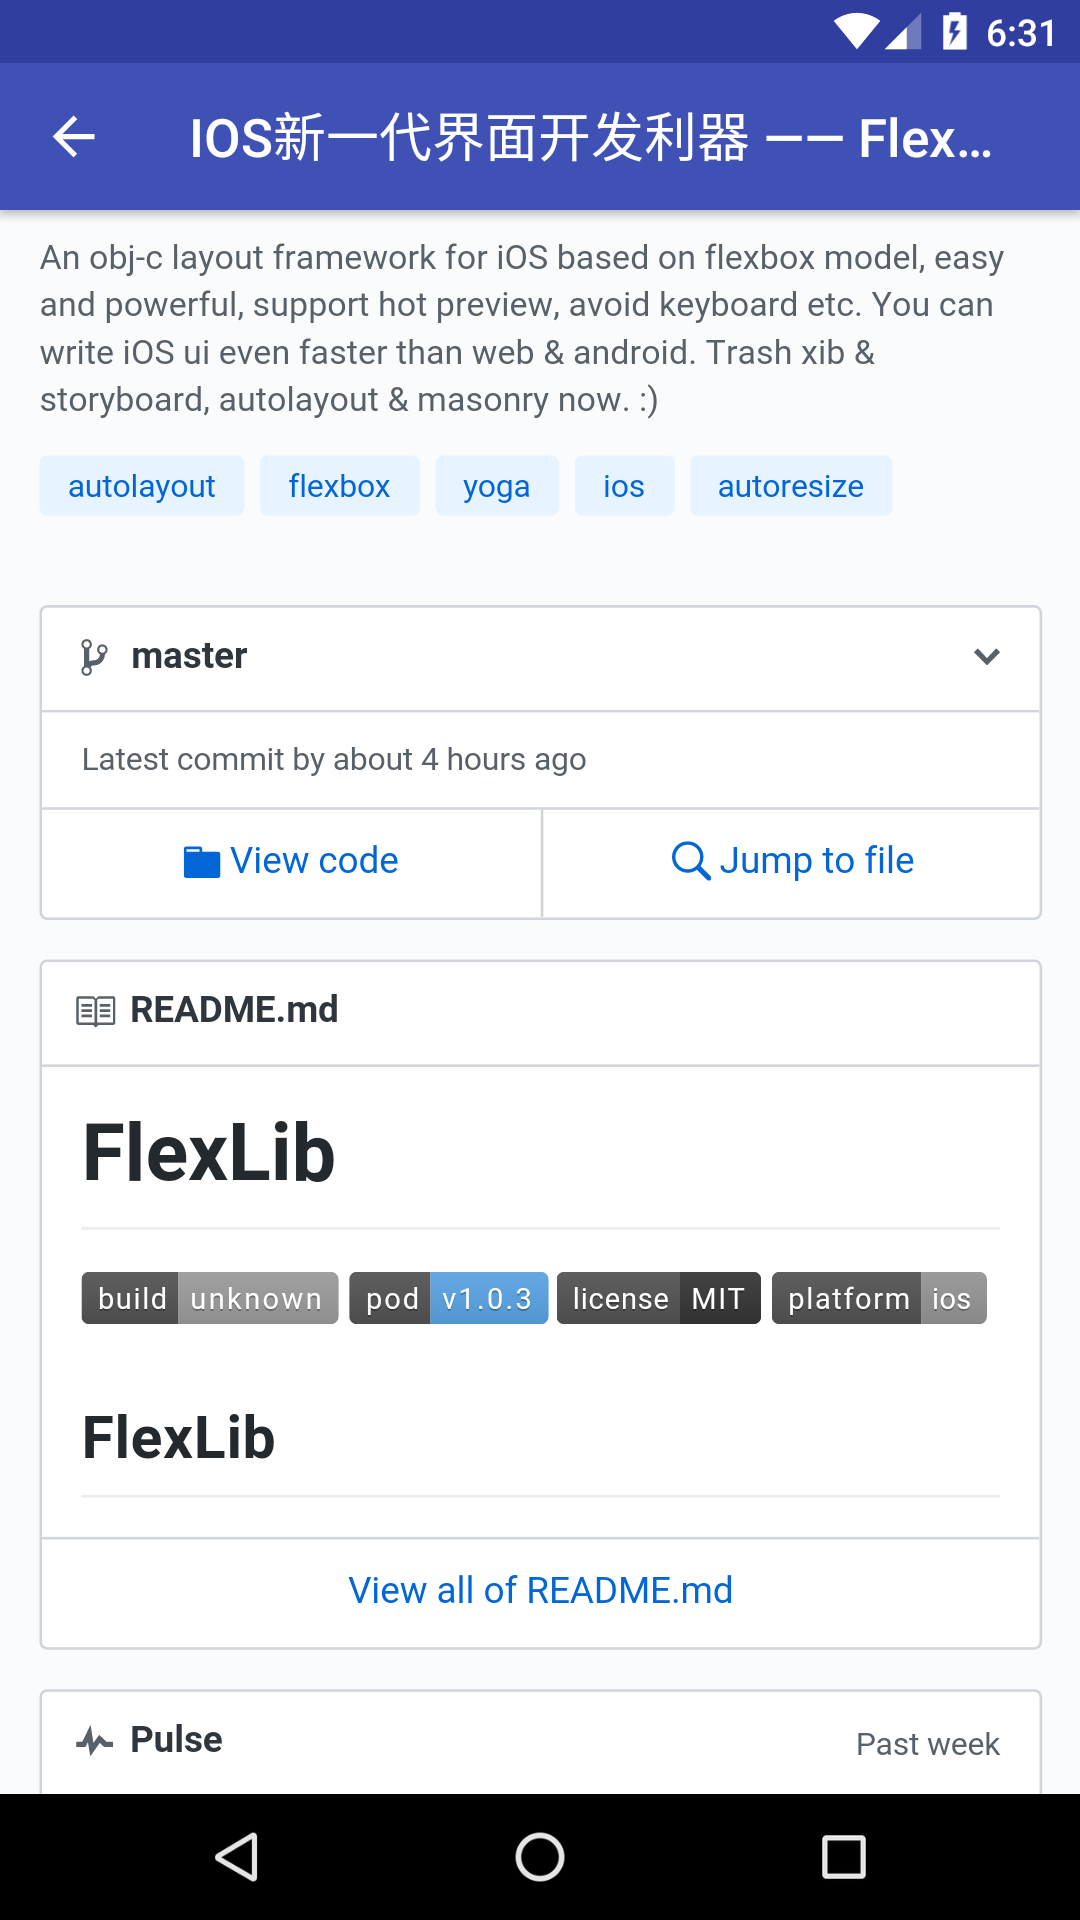 6:31
IOS新一代界面开发利器 —— Flex...
An obj-c layout framework for iOS based on flexbox model, easy
and powerful, support hot preview, avoid keyboard etc. You can
write iOS ui even faster than web & android. Trash xib &
storyboard, autolayout & masonry now. :)
autolayout flexbox yoga ios autoresize
master
Latest commit by about 4 hours ago
View code Jump to file
README.md
FlexLib
build unknown pod v1.0.3 license MIT platform ios
FlexLib
View all of README.md
Pulse Past week